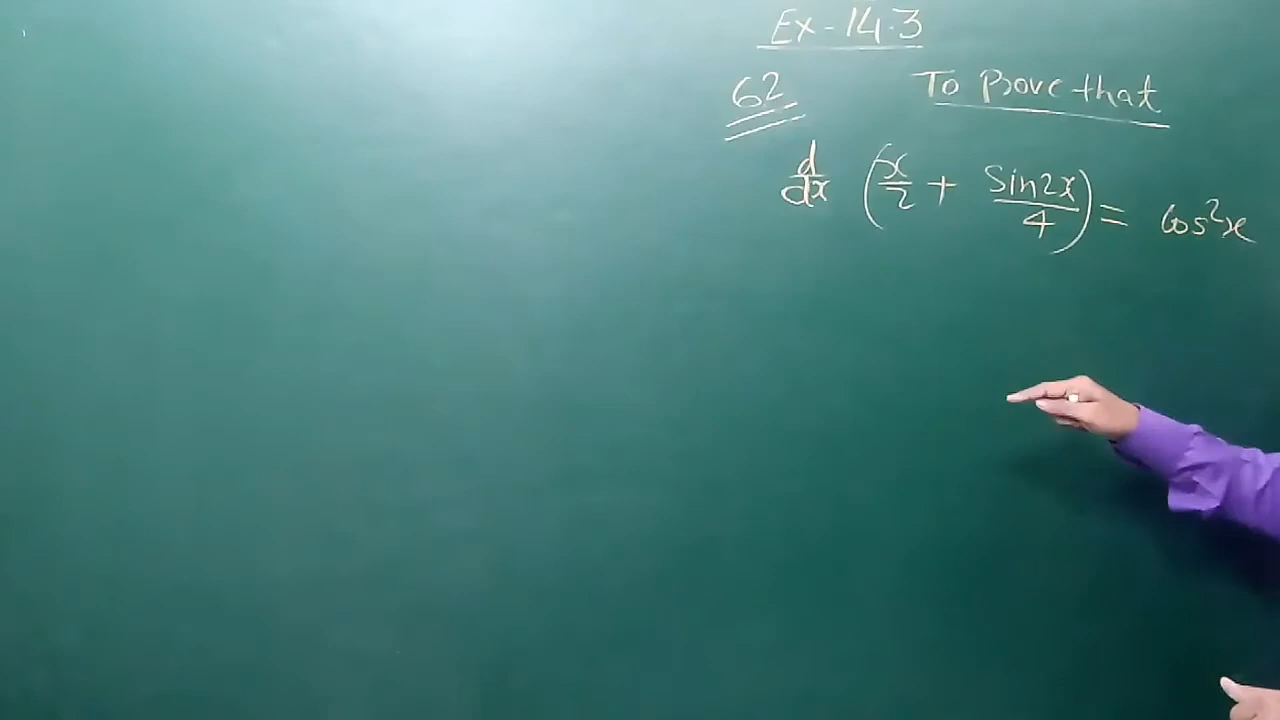 Ex-14.3
62 To Prove that
d/dx (x/2 + Sin2x/4) = Cos²x